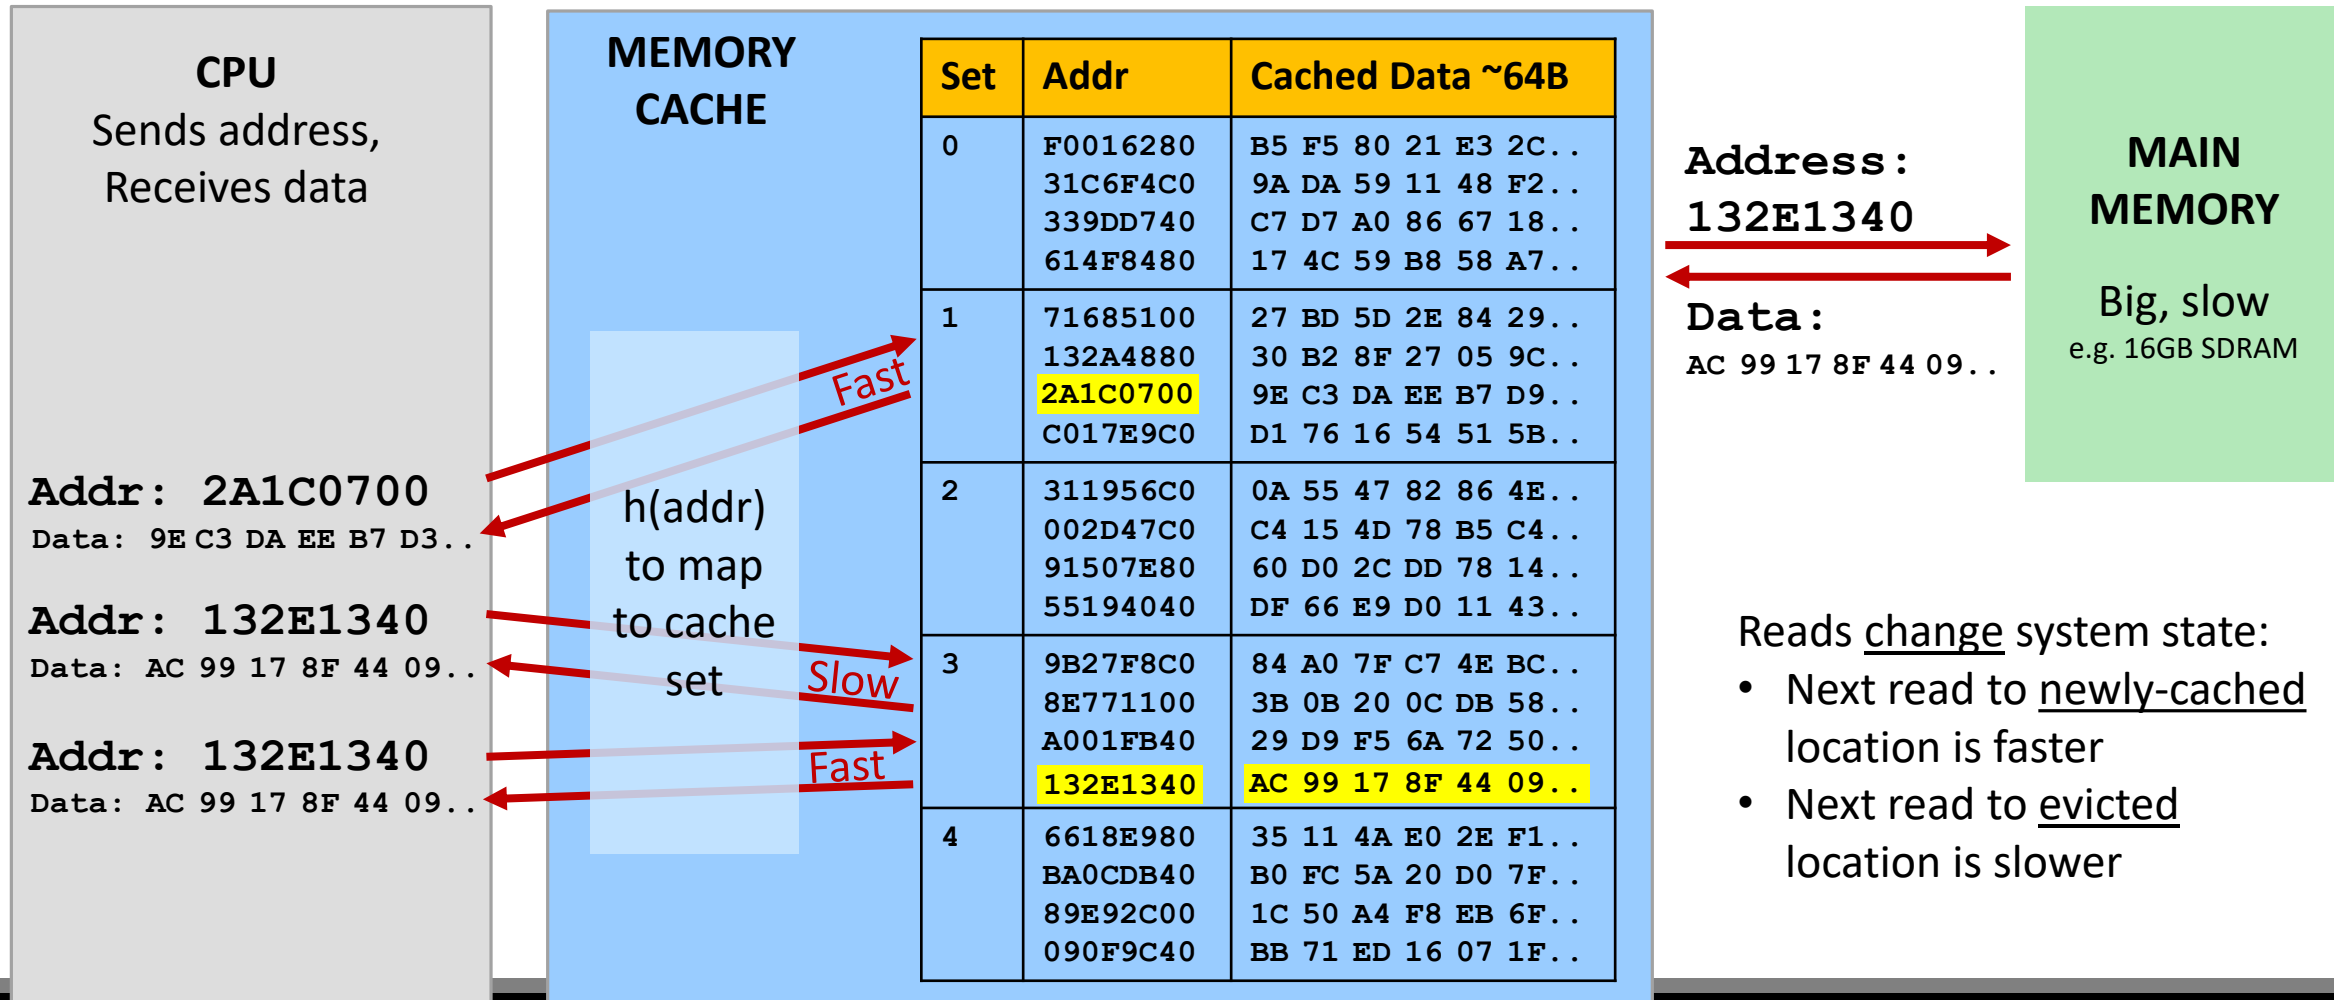 CPU
Sends address,
Receives data
Addr: 2A1C0700
Data: 9E C3 DA EE B7 D3..
Addr: 132E1340
Data: AC 99 17 8F 44 09..
Addr: 132E1340
Data: AC 99 17 8F 44 09..
MEMORY
CACHE
h(addr)
to map
to cache
set
Fast
Slow
Fast
Set Addr Cached Data ~64B
0 F0016280 B5 F5 80 21 E3 2C..
31C6F4C0 9A DA 59 11 48 F2..
339DD740 C7 D7 A0 86 67 18..
614F8480 17 4C 59 B8 58 A7..
1 71685100 27 BD 5D 2E 84 29..
132A4880 30 B2 8F 27 05 9C..
2A1C0700 9E C3 DA EE B7 D9..
C017E9C0 D1 76 16 54 51 5B..
2 311956C0 0A 55 47 82 86 4E..
002D47C0 C4 15 4D 78 B5 C4..
91507E80 60 D0 2C DD 78 14..
55194040 DF 66 E9 D0 11 43..
3 9B27F8C0 84 A0 7F C7 4E BC..
8E771100 3B 0B 20 0C DB 58..
A001FB40 29 D9 F5 6A 72 50..
132E1340 AC 99 17 8F 44 09..
4 6618E980 35 11 4A E0 2E F1..
BA0CDB40 B0 FC 5A 20 D0 7F..
89E92C00 1C 50 A4 F8 EB 6F..
090F9C40 BB 71 ED 16 07 1F..
Address:
132E1340
Data:
AC 99 17 8F 44 09..
MAIN
MEMORY
Big, slow
e.g. 16GB SDRAM
Reads change system state:
• Next read to newly-cached
location is faster
• Next read to evicted
location is slower